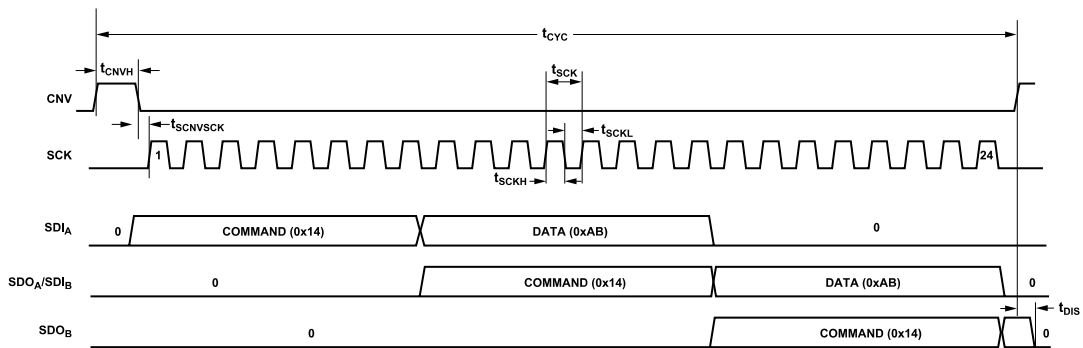 tCYC
tCNVH
tSCK
CNV
tSCNVSCK
tSCKL
SCK
1
24
tSCKH
SDIA
0
COMMAND (0x14)
DATA (0xAB)
0
SDOA/SDIB
0
COMMAND (0x14)
DATA (0xAB)
0
tDIS
SDOB
0
COMMAND (0x14)
0